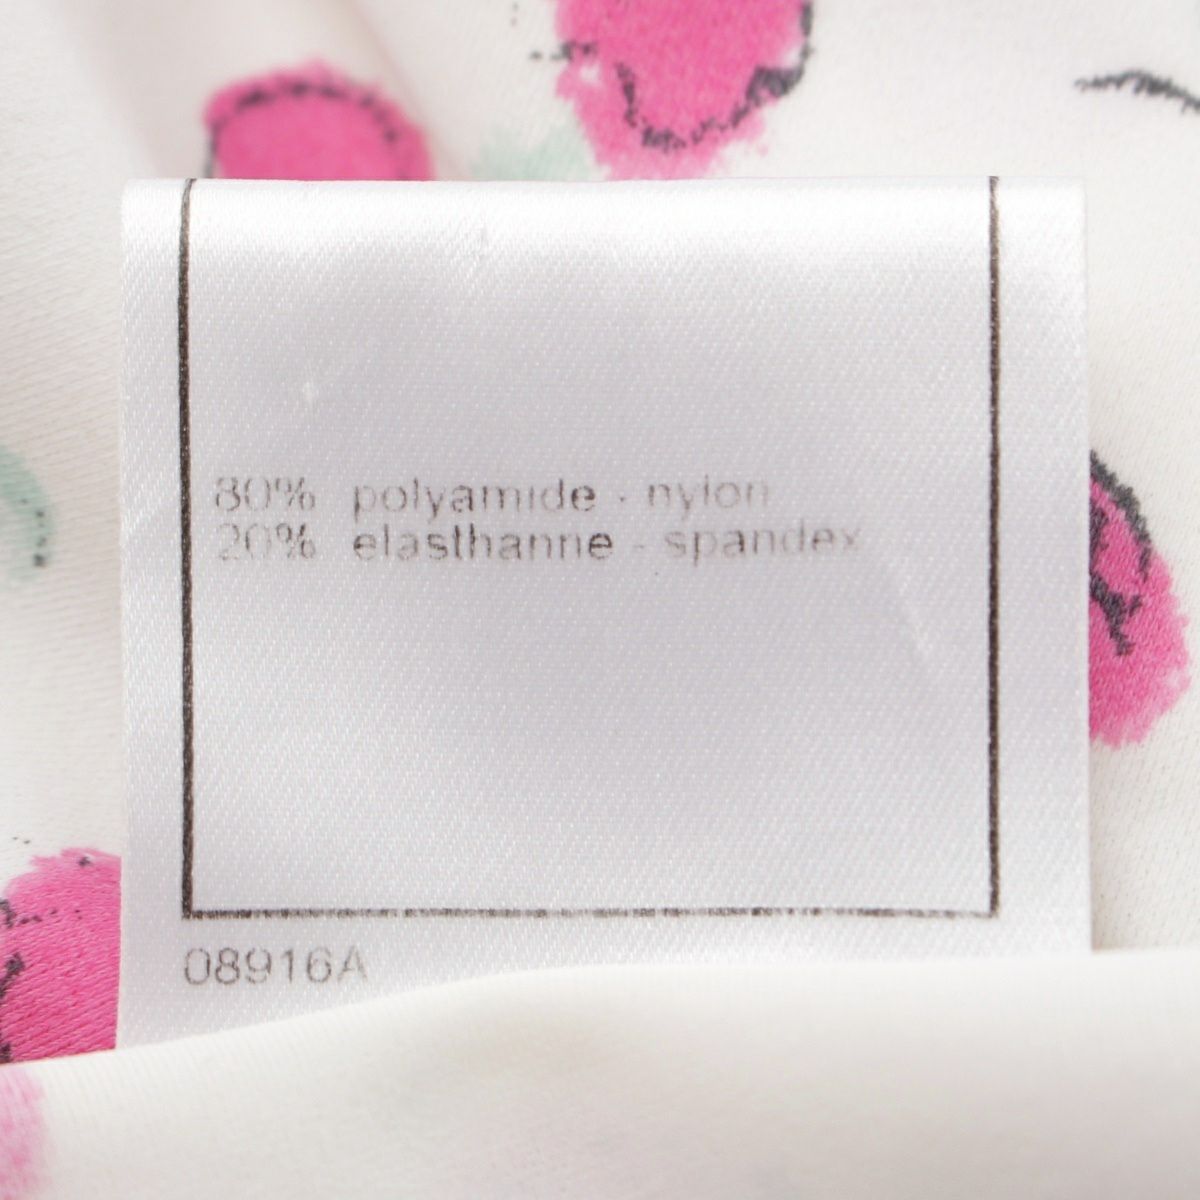 80% polyamide - nylon
20% elasthanne - spandex
08916A